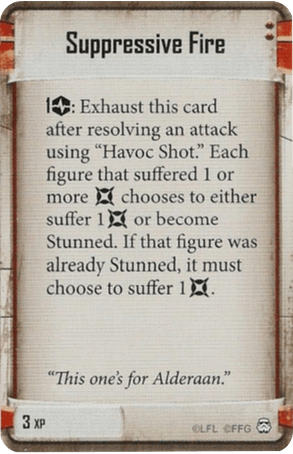 Suppressive Fire
1: Exhaust this card
after resolving an attack
using “Havoc Shot.” Each
figure that suffered 1 or
more chooses to either
suffer 1 or become
Stunned. If that figure was
already Stunned, it must
choose to suffer 1.
“This one’s for Alderaan.”
3 XP
©LFL ©FFG